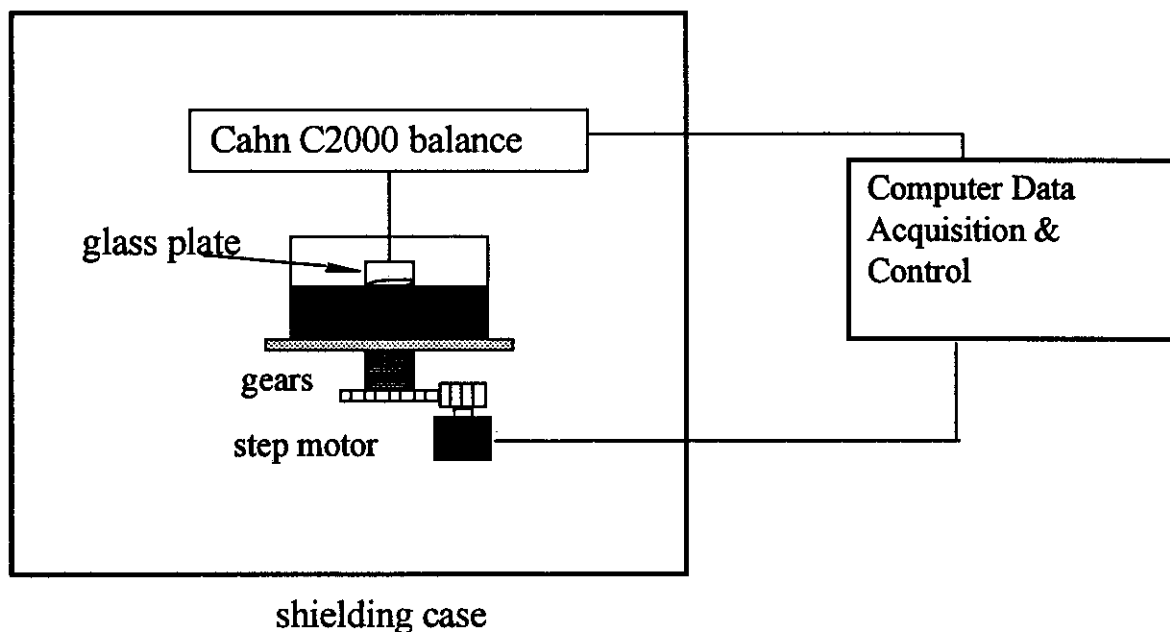 Cahn C2000 balance
Computer Data
Acquisition &
Control
glass plate
gears
step motor
shielding case